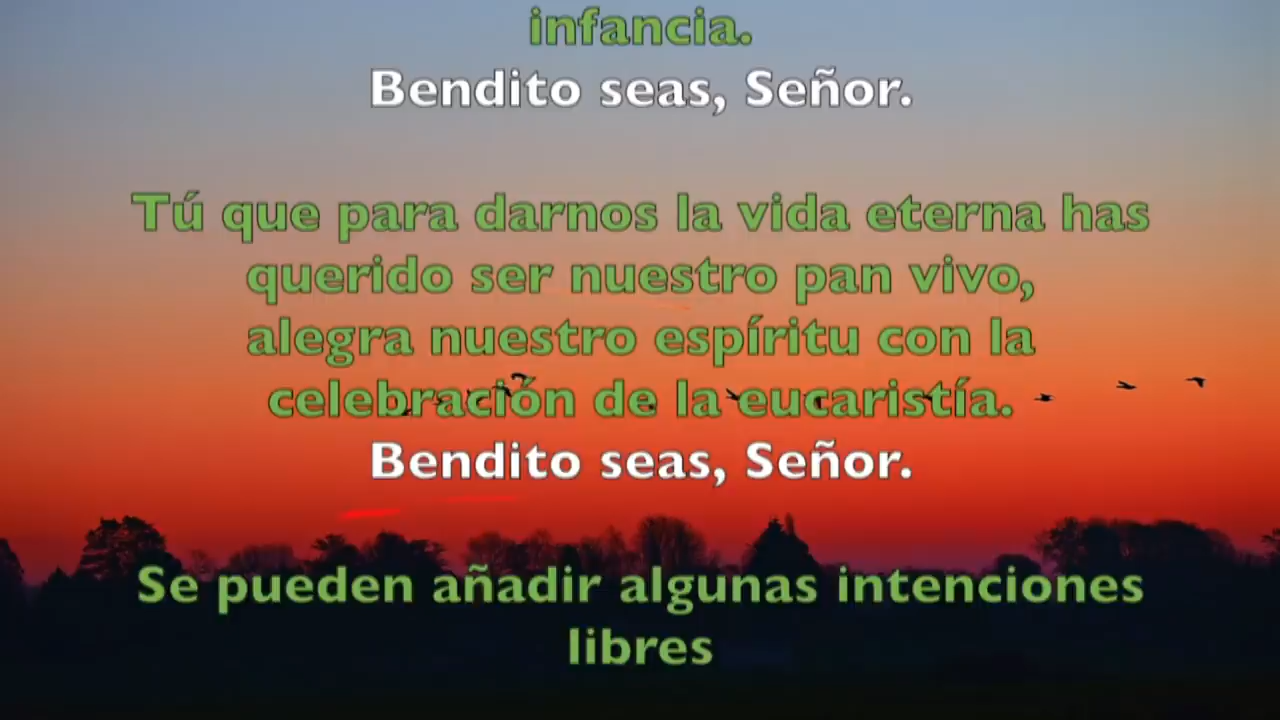 infancia.
Bendito seas, Señor.
Tú que para darnos la vida eterna has
querido ser nuestro pan vivo,
alegra nuestro espíritu con la
celebración de la eucaristía.
Bendito seas, Señor.
Se pueden añadir algunas intenciones
libres